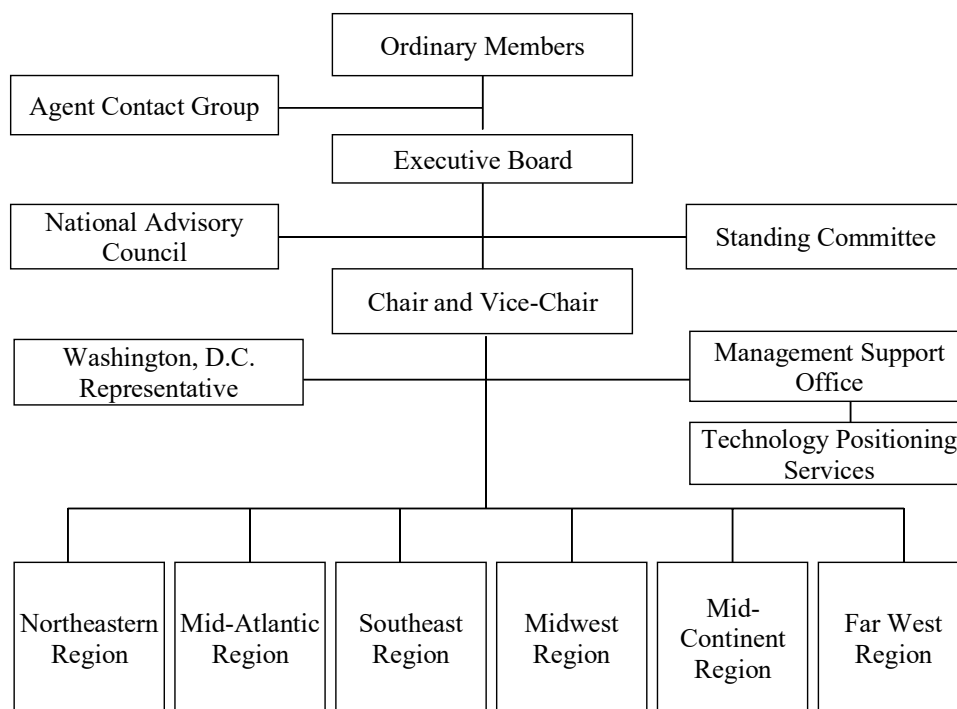 Ordinary Members
Agent Contact Group
Executive Board
National Advisory
Council
Standing Committee
Chair and Vice-Chair
Washington, D.C.
Representative
Management Support
Office
Technology Positioning
Services
Northeastern
Region
Mid-Atlantic
Region
Southeast
Region
Midwest
Region
Mid-
Continent
Region
Far West
Region